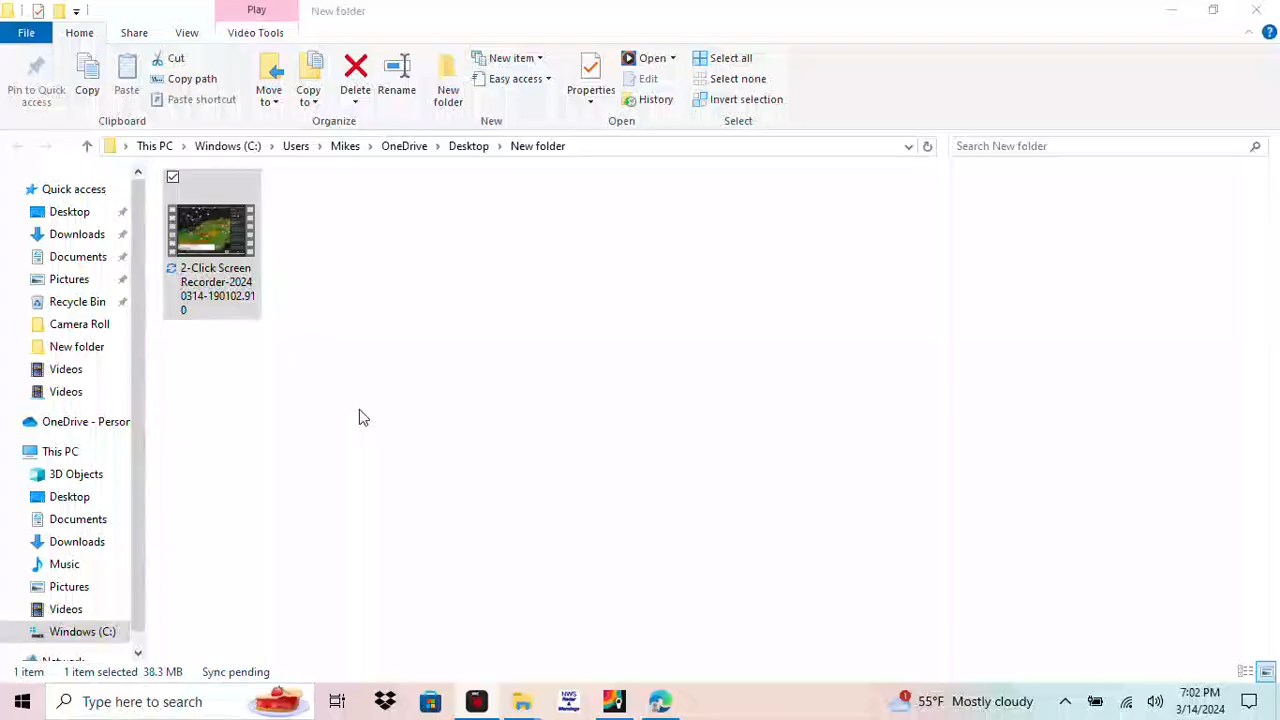 Play New folder
File Home Share View Video Tools
Pin to Quick access
Copy
Paste
Cut
Copy path
Paste shortcut
Clipboard
Move to
Copy to
Delete
Rename
Organize
New folder
New item
Easy access
New
Properties
Open
Edit
History
Open
Select all
Select none
Invert selection
Select
This PC > Windows (C:) > Users > Mikes > OneDrive > Desktop > New folder
Search New folder
Quick access
Desktop
Downloads
Documents
Pictures
Recycle Bin
Camera Roll
New folder
Videos
Videos
OneDrive - Person
This PC
3D Objects
Desktop
Documents
Downloads
Music
Pictures
Videos
Windows (C:)
Network
2-Click Screen
Recorder-2024
0314-190102.91
0
1 item 1 item selected 38.3 MB Sync pending
Type here to search
NWS
1
55°F Mostly cloudy
7:02 PM
3/14/2024